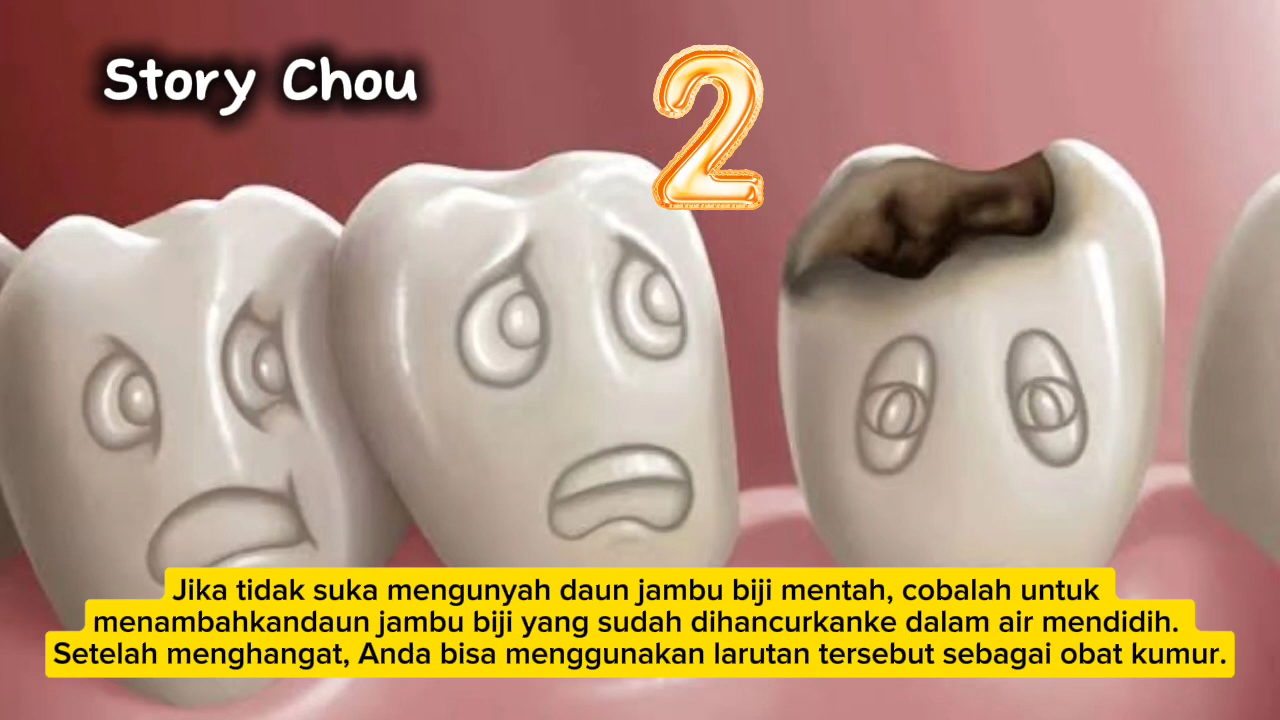 Story Chou
2
Jika tidak suka mengunyah daun jambu biji mentah, cobalah untuk
menambahkandaun jambu biji yang sudah dihancurkanke dalam air mendidih.
Setelah menghangat, Anda bisa menggunakan larutan tersebut sebagai obat kumur.